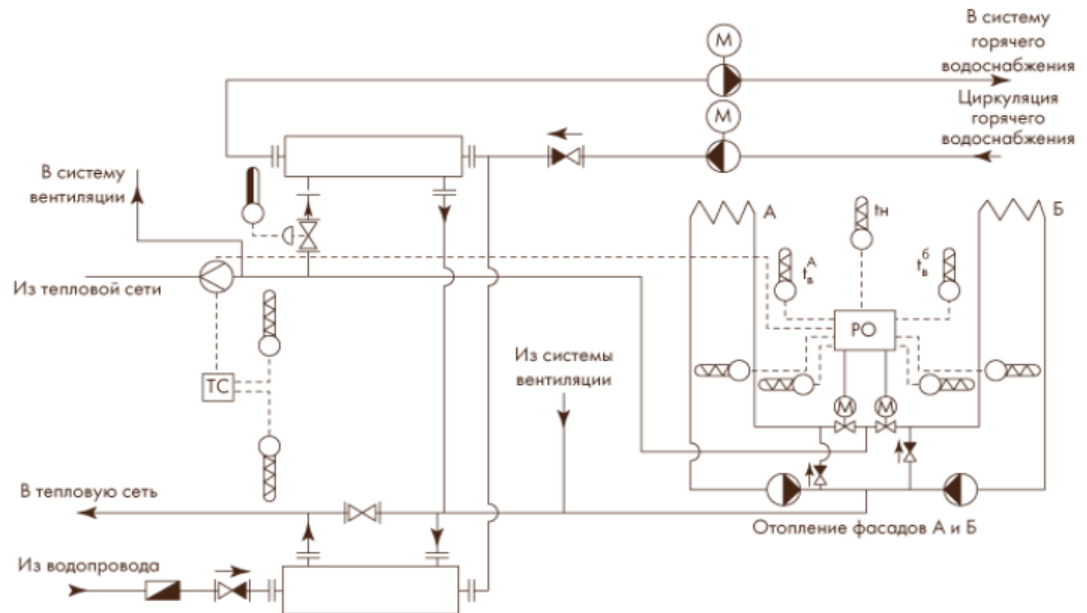 В систему
горячего
водоснабжения
Циркуляция
горячего
водоснабжения
М
М
В систему
вентиляции
Из тепловой сети
А
tн
Б
tвА
tвб
РО
Из системы
вентиляции
ТС
М
М
В тепловую сеть
Отопление фасадов А и Б
Из водопровода